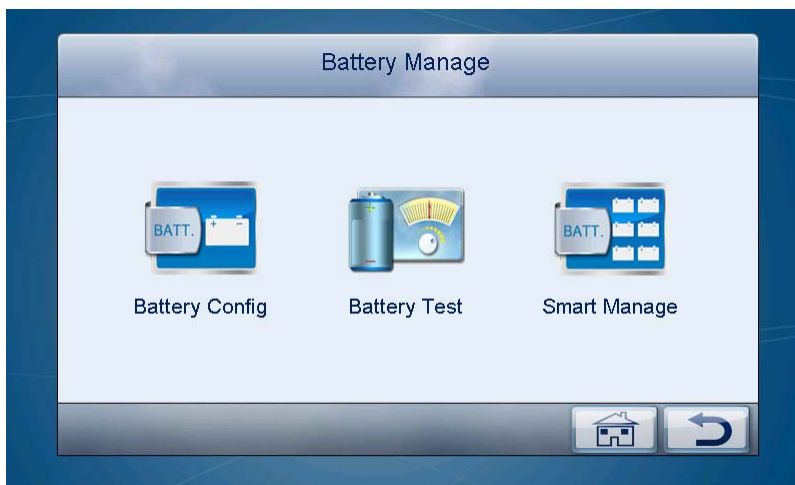 Battery Manage
BATT.
BATT.
Battery Config
Battery Test
Smart Manage